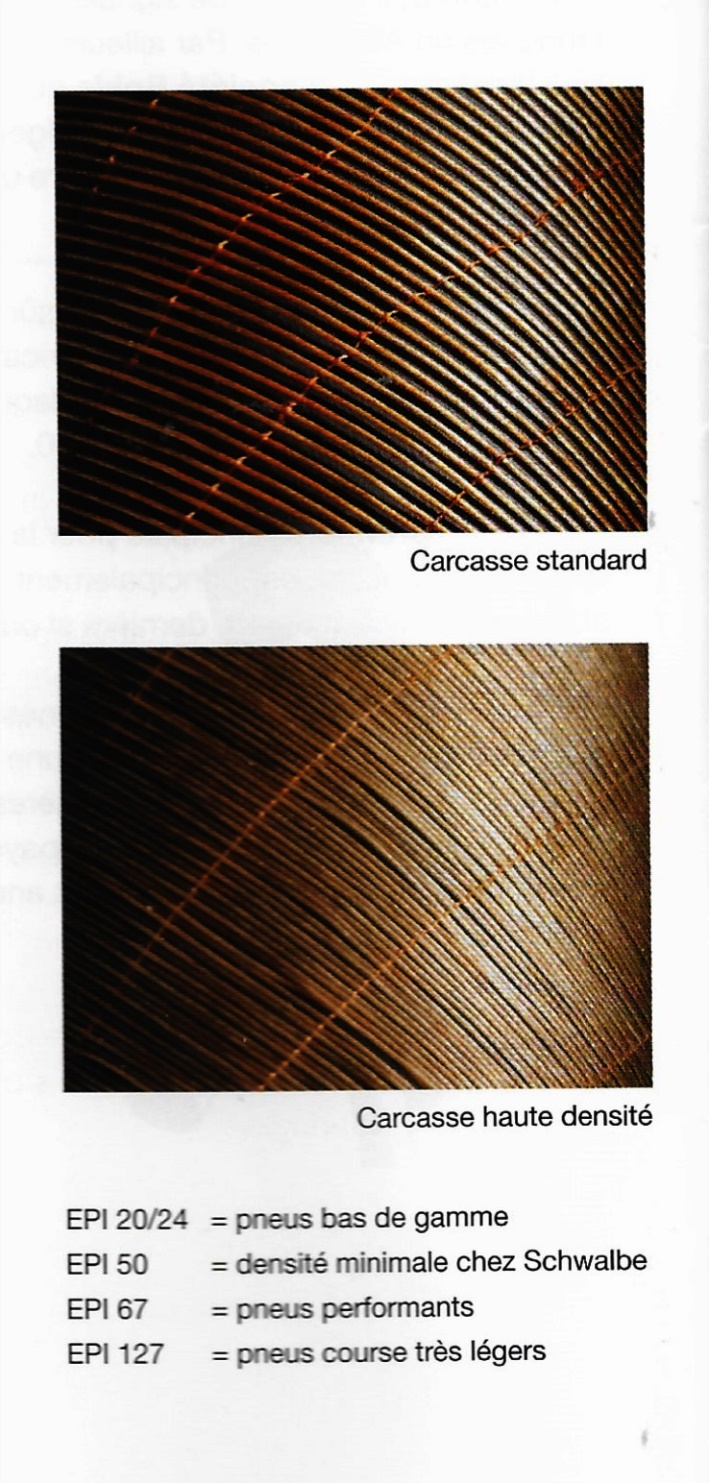 Carcasse standard
Carcasse haute densité
EPI 20/24 = pneus bas de gamme
EPI 50 = densité minimale chez Schwalbe
EPI 67 = pneus performants
EPI 127 = pneus course très légers